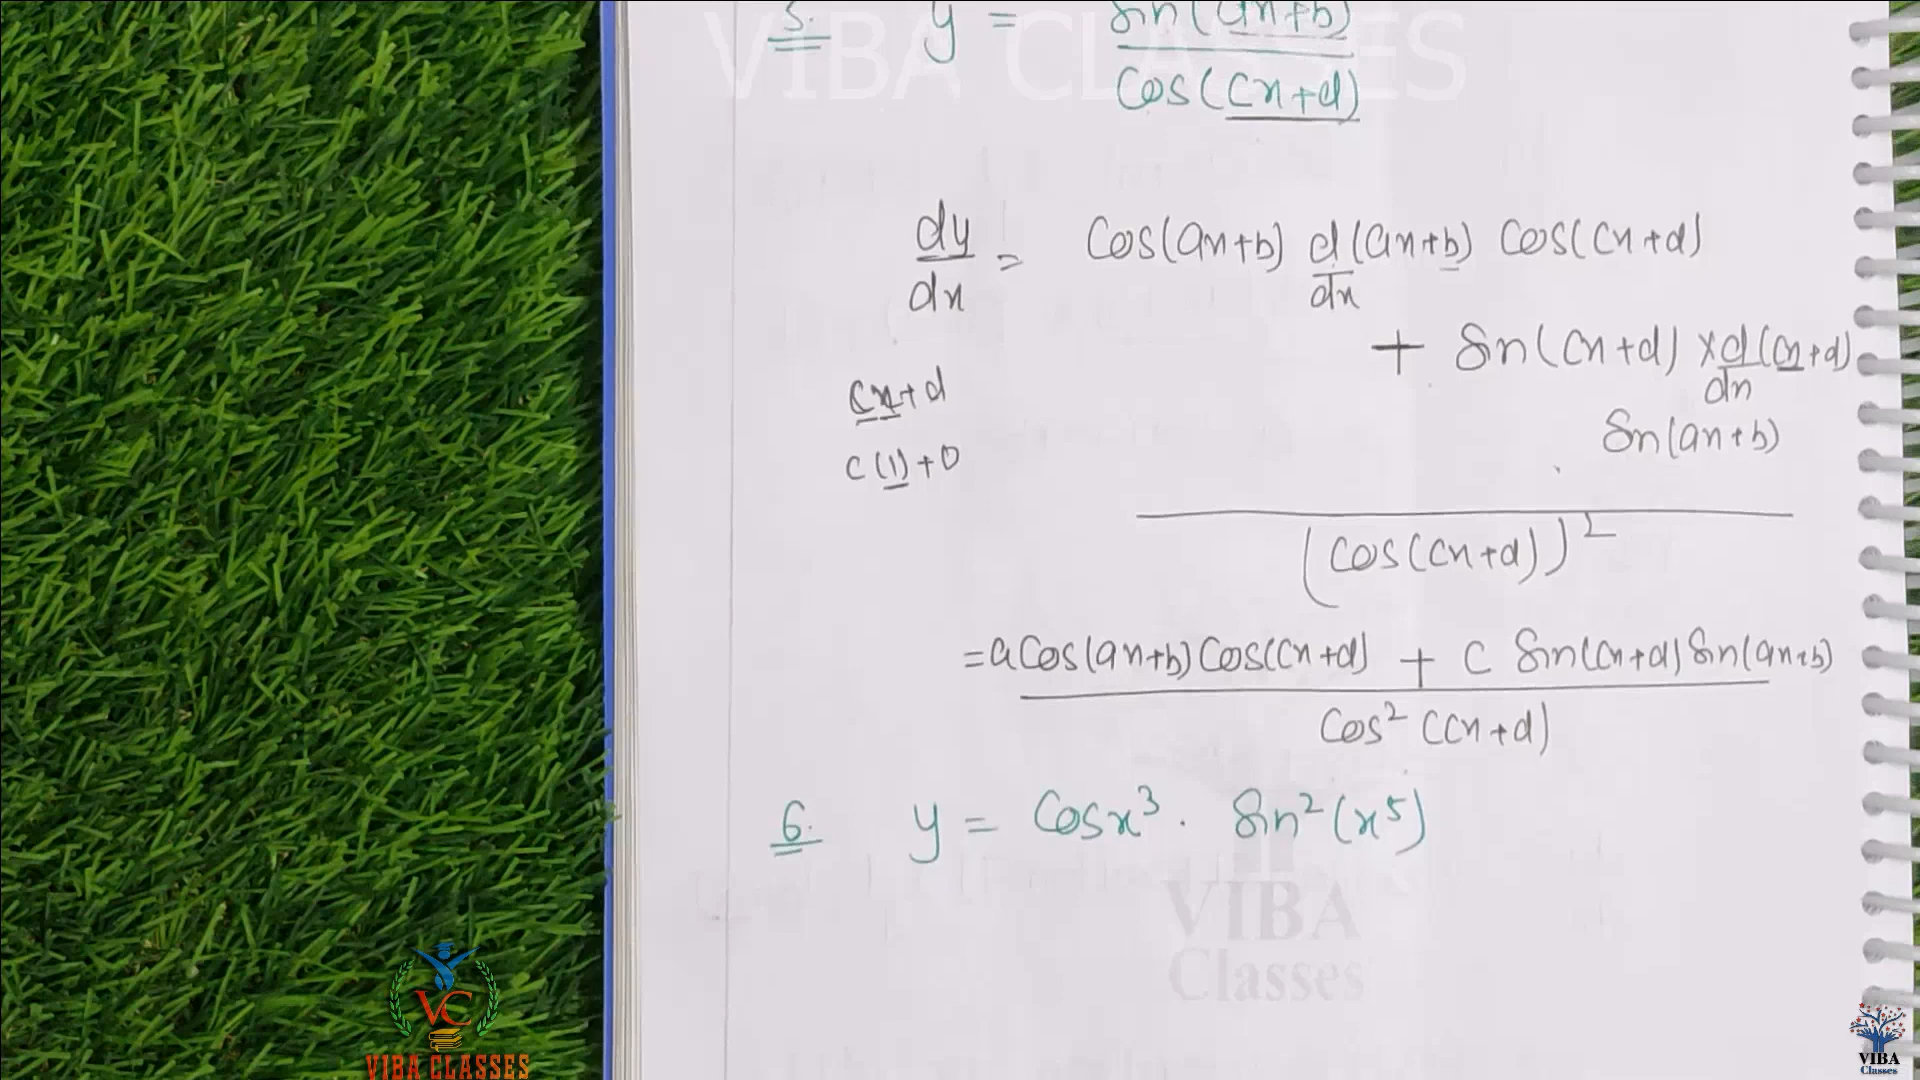 5. y = Sin(ax+b)
Cos(cx+d)
VIBA CLASSES
dy/dx = Cos(ax+b) d/dx (ax+b) Cos(cx+d)
+ Sin(cx+d) × d/dx (cx+d)
Sin(ax+b)
cx+d
c(1)+0
(Cos(cx+d))²
= a Cos(ax+b) Cos(cx+d) + c Sin(cx+d) Sin(ax+b)
Cos² (cx+d)
6. y = Cosx³ . Sin²(x⁵)
VIBA
Classes
VC
VIBA CLASSES
VIBA
Classes